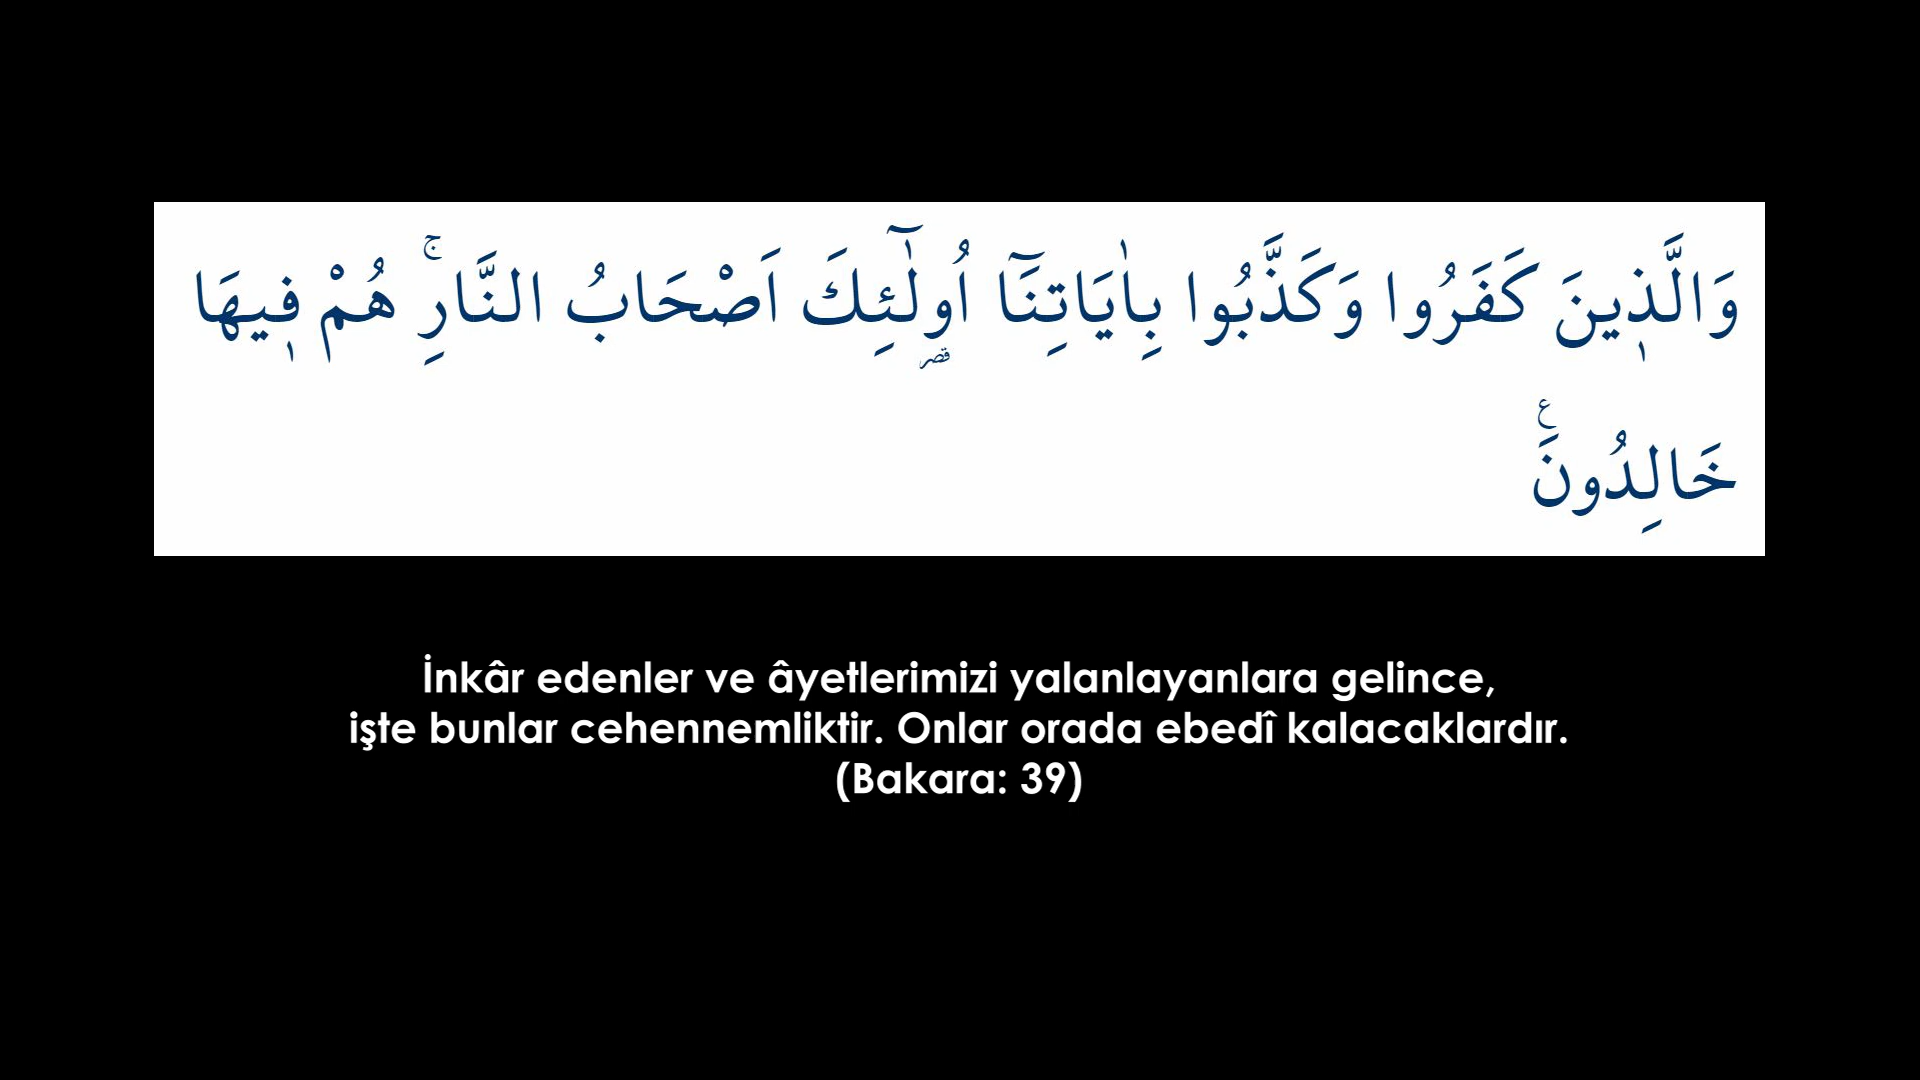 وَالَّذ۪ينَ كَفَرُوا وَكَذَّبُوا بِاٰيَاتِنَٓا اُو۬لٰٓئِكَ اَصْحَابُ النَّارِۚ هُمْ ف۪يهَا
خَالِدُونَ۟
İnkâr edenler ve âyetlerimizi yalanlayanlara gelince,
işte bunlar cehennemliktir. Onlar orada ebedî kalacaklardır.
(Bakara: 39)